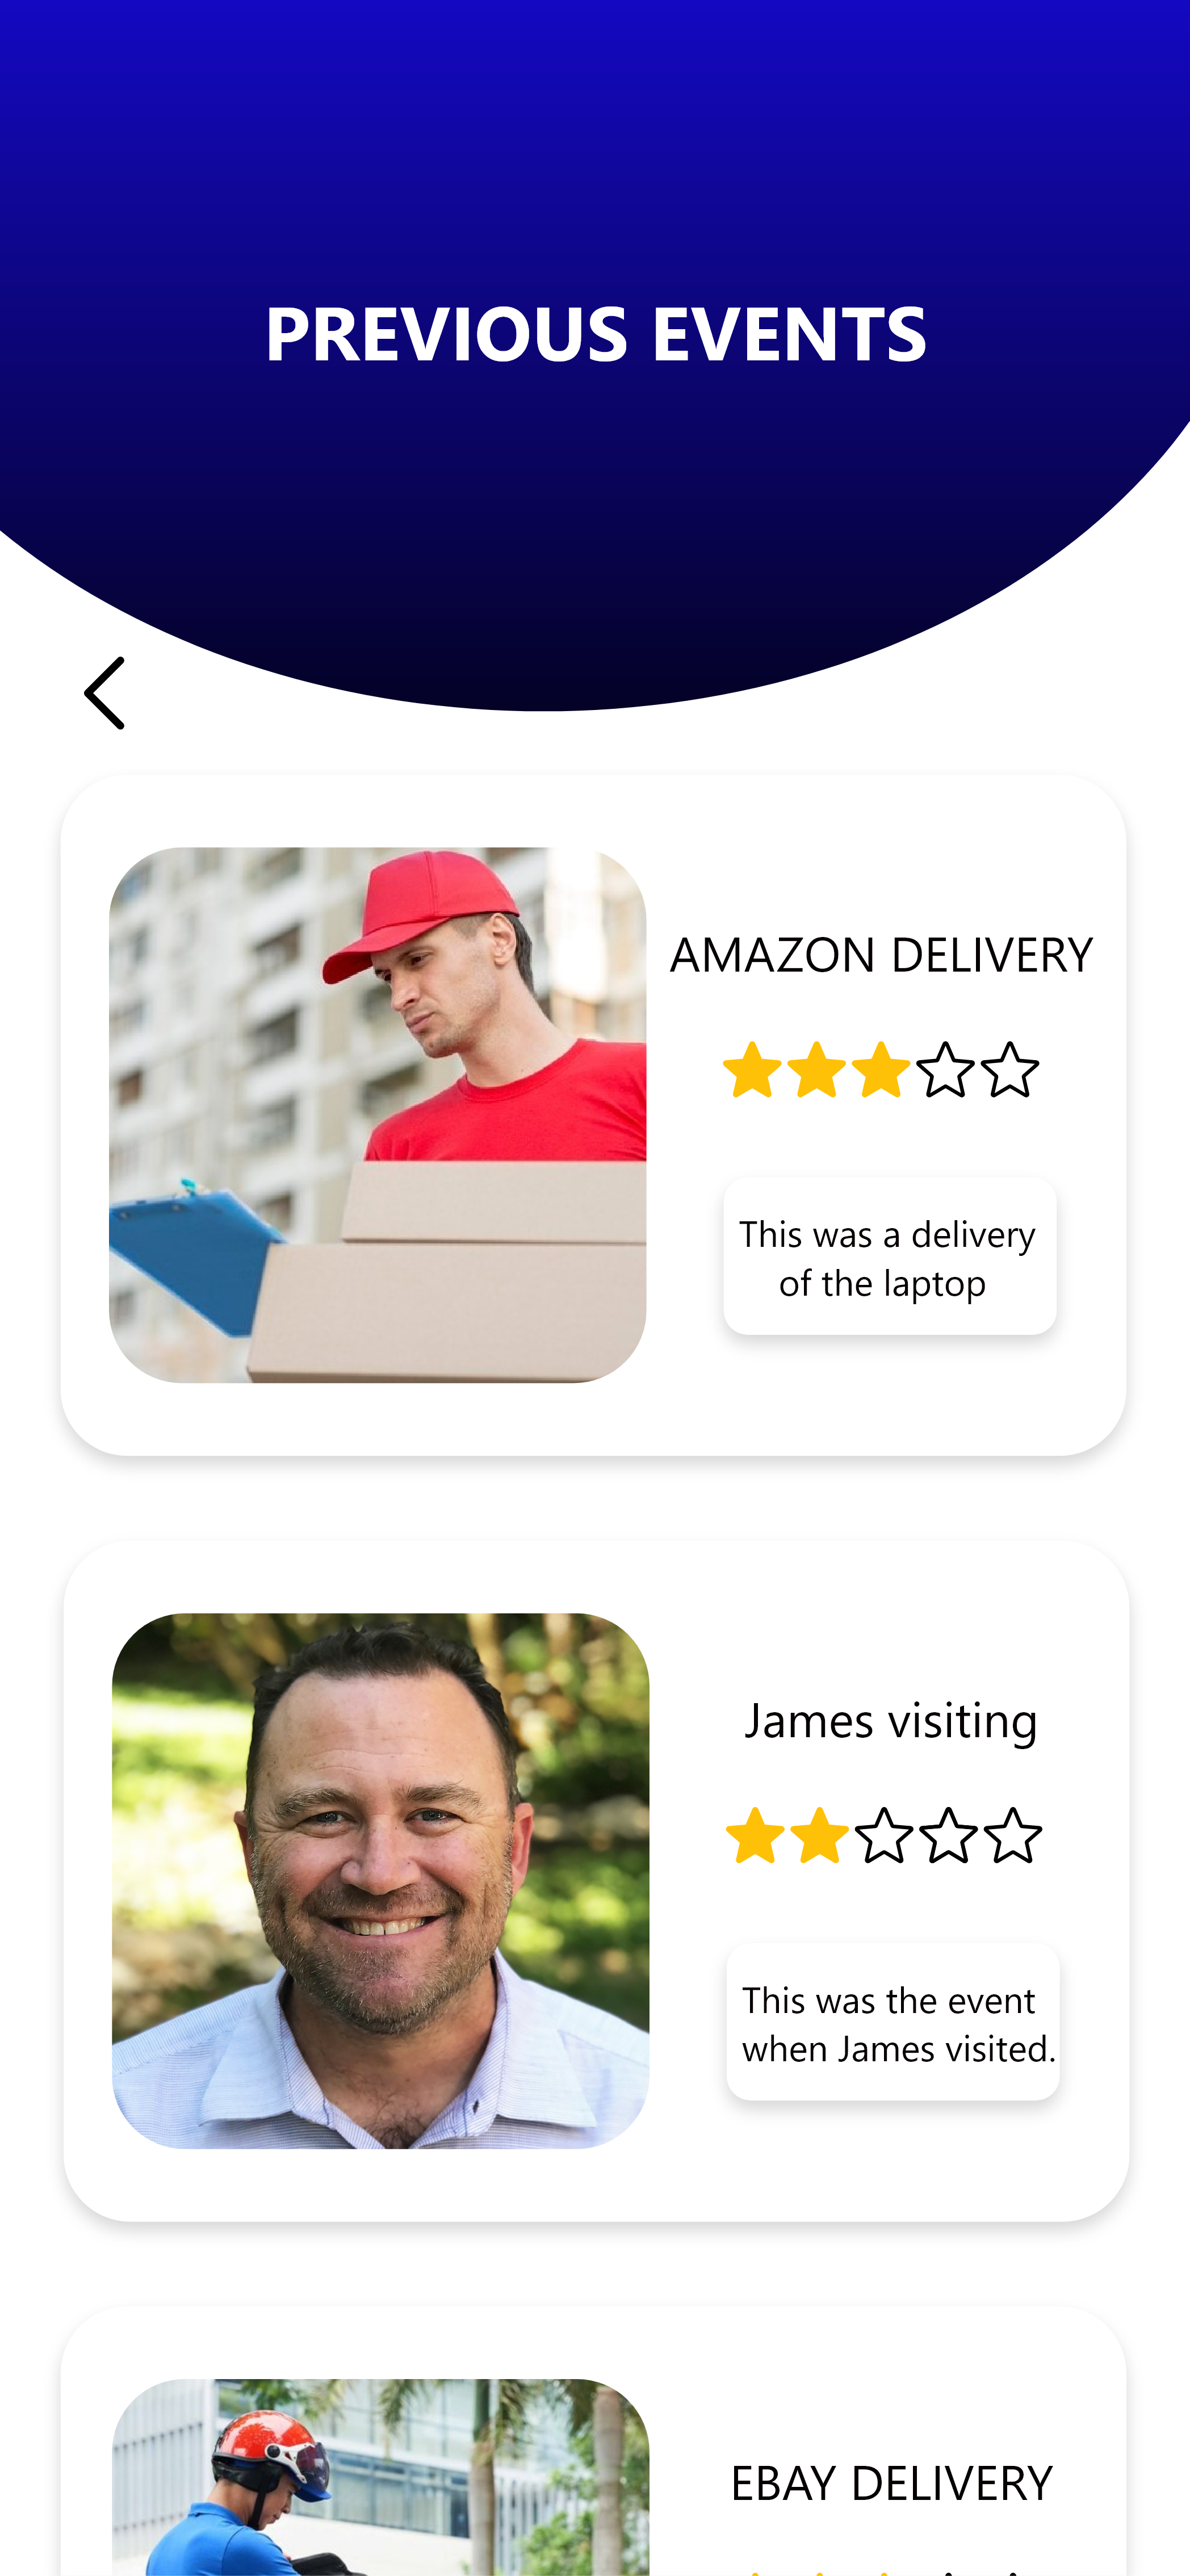 PREVIOUS EVENTS
AMAZON DELIVERY
This was a delivery
of the laptop
James visiting
This was the event
when James visited.
EBAY DELIVERY